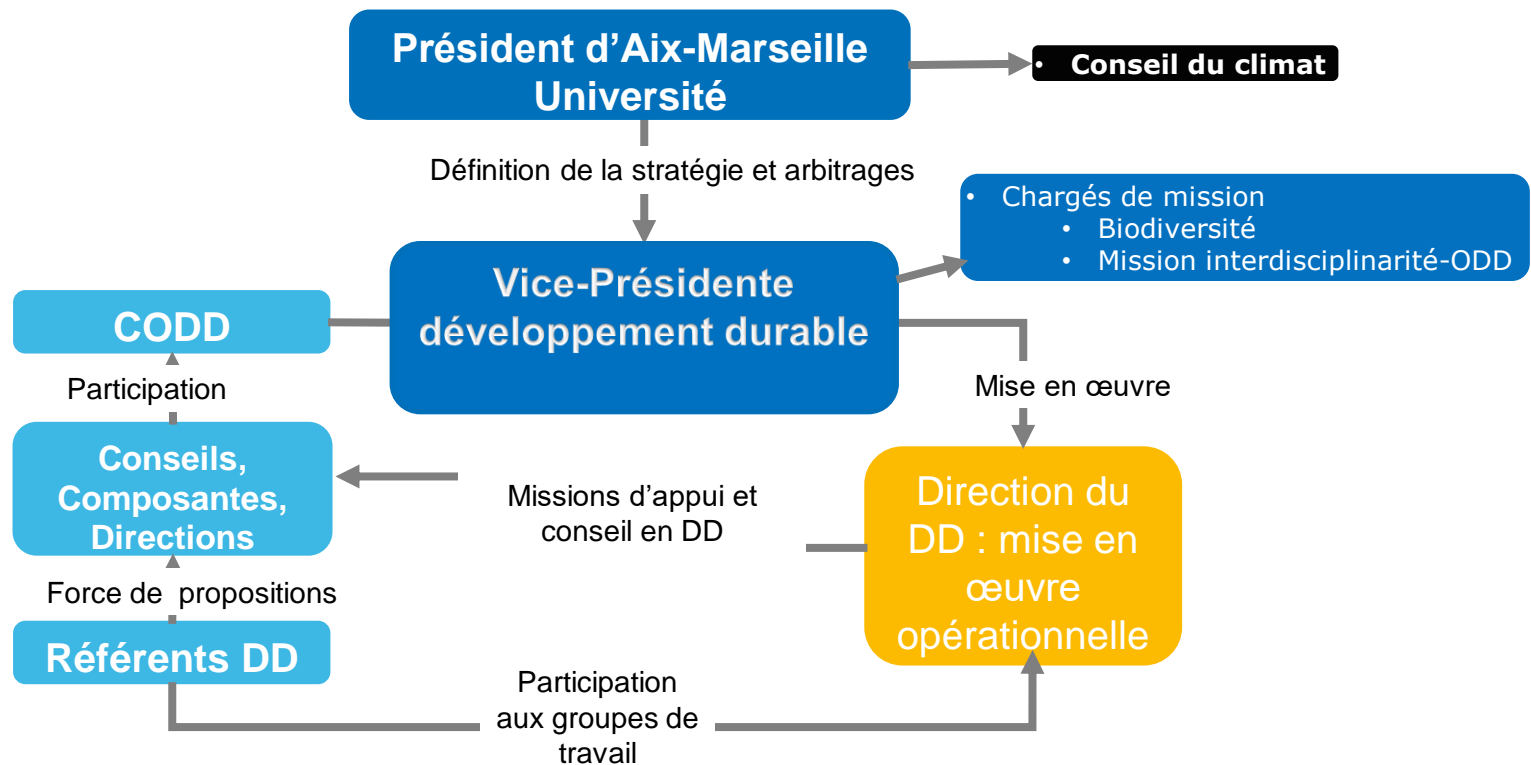 Président d’Aix-Marseille
Université
• Conseil du climat
Définition de la stratégie et arbitrages
• Chargés de mission
• Biodiversité
• Mission interdisciplinarité-ODD
Vice-Présidente
développement durable
CODD
Participation
Mise en œuvre
Conseils,
Composantes,
Directions
Missions d’appui et
conseil en DD
Direction du
DD : mise en
œuvre
opérationnelle
Force de propositions
Référents DD
Participation
aux groupes de
travail